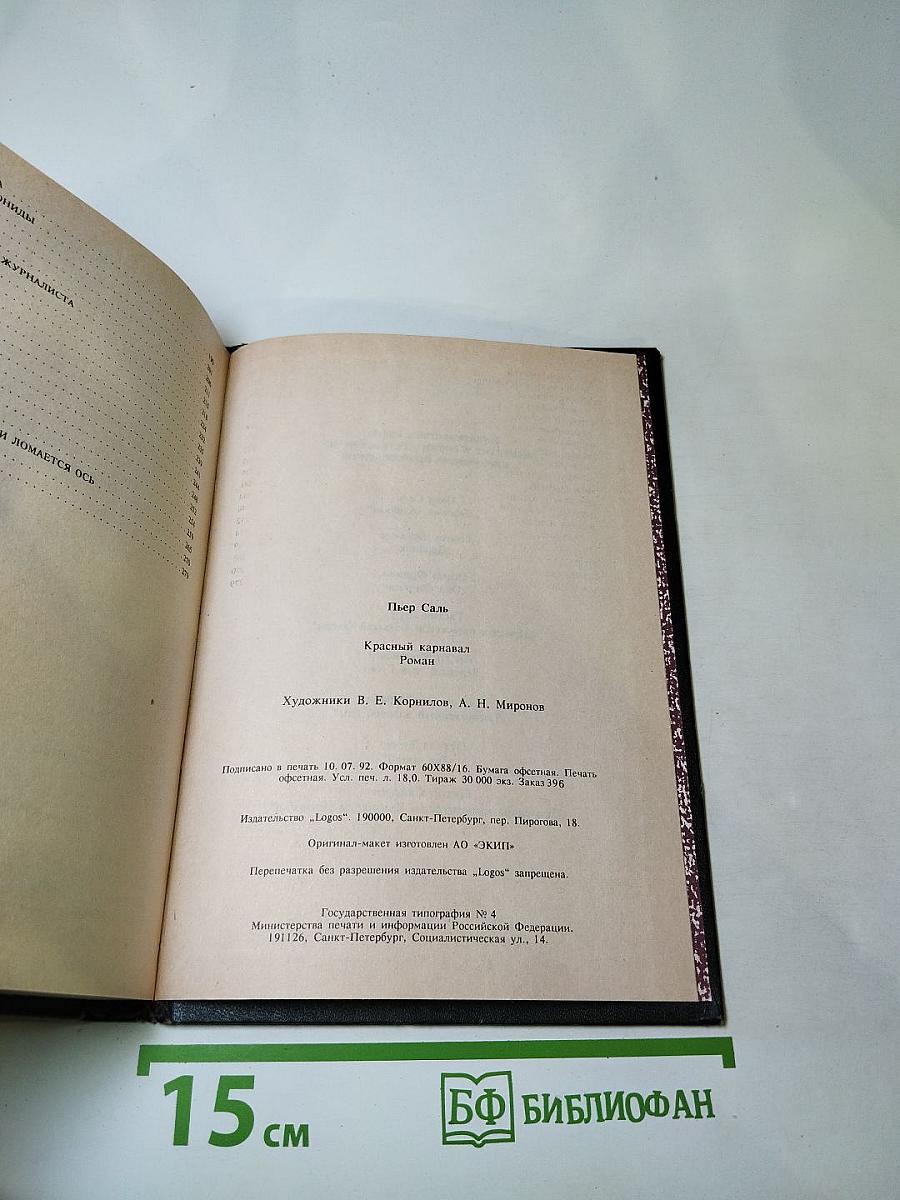 ОНИДЫ
ЖУРНАЛИСТА
И ЛОМАЕТСЯ ОСЬ
Пьер Саль
Красный карнавал
Роман
Художники В. Е. Корнилов, А. Н. Миронов
Подписано в печать 10. 07. 92. Формат 60X88/16. Бумага офсетная. Печать
офсетная. Усл. печ. л. 18,0. Тираж 30 000 экз. Заказ 396
Издательство „Logos“. 190000, Санкт-Петербург, пер. Пирогова, 18.
Оригинал-макет изготовлен АО «ЭКИП»
Перепечатка без разрешения издательства „Logos“ запрещена.
Государственная типография № 4
Министерства печати и информации Российской Федерации.
191126, Санкт-Петербург, Социалистическая ул., 14.
15 см
БФ БИБЛИОФАН